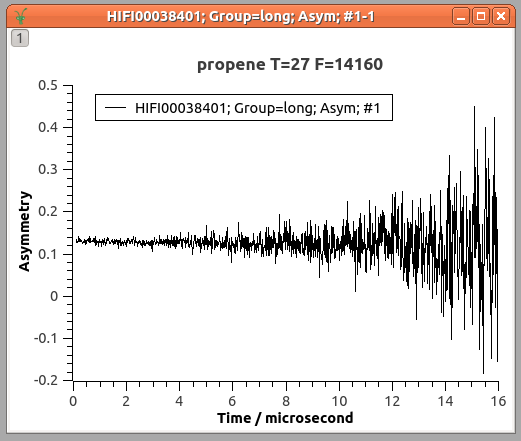 HIFI00038401; Group=long; Asym; #1-1
1
propene T=27 F=14160
HIFI00038401; Group=long; Asym; #1
0.5
0.4
0.3
0.2
0.1
0
-0.1
-0.2
Asymmetry
0 2 4 6 8 10 12 14 16
Time / microsecond